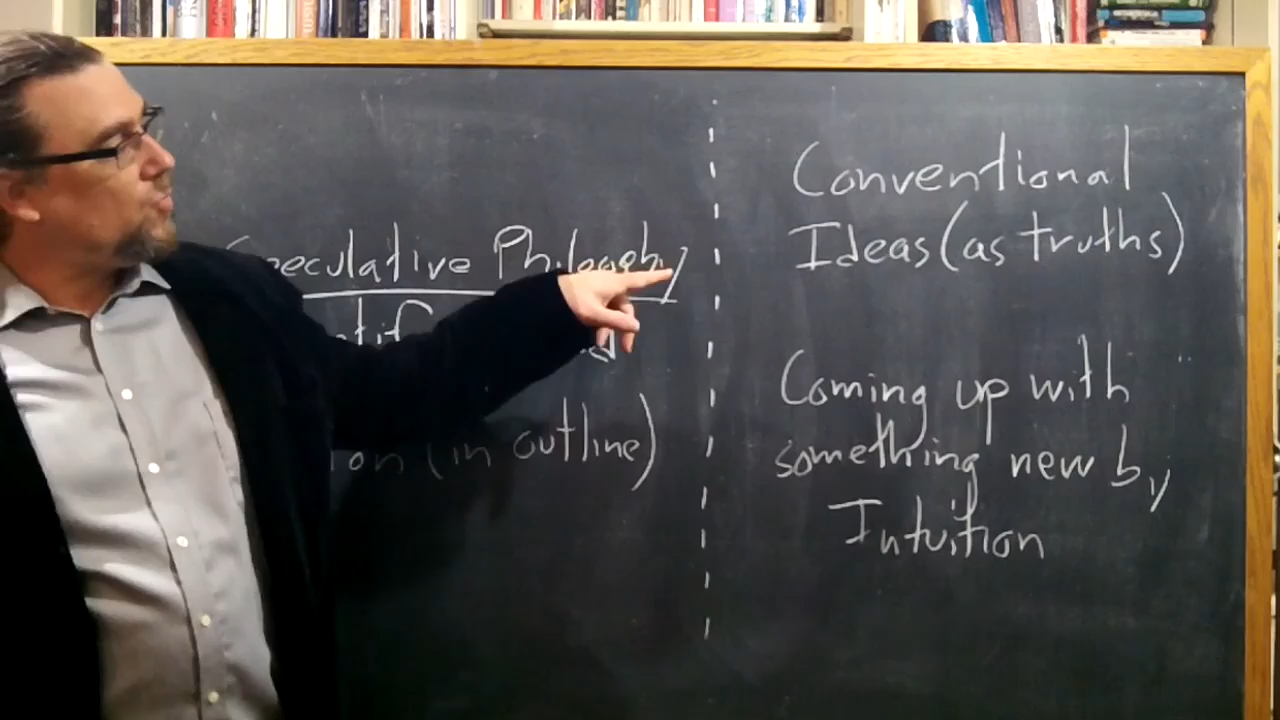 Speculative Philosophy
(in outline)
Conventional
Ideas (as truths)
Coming up with
something new by
Intuition